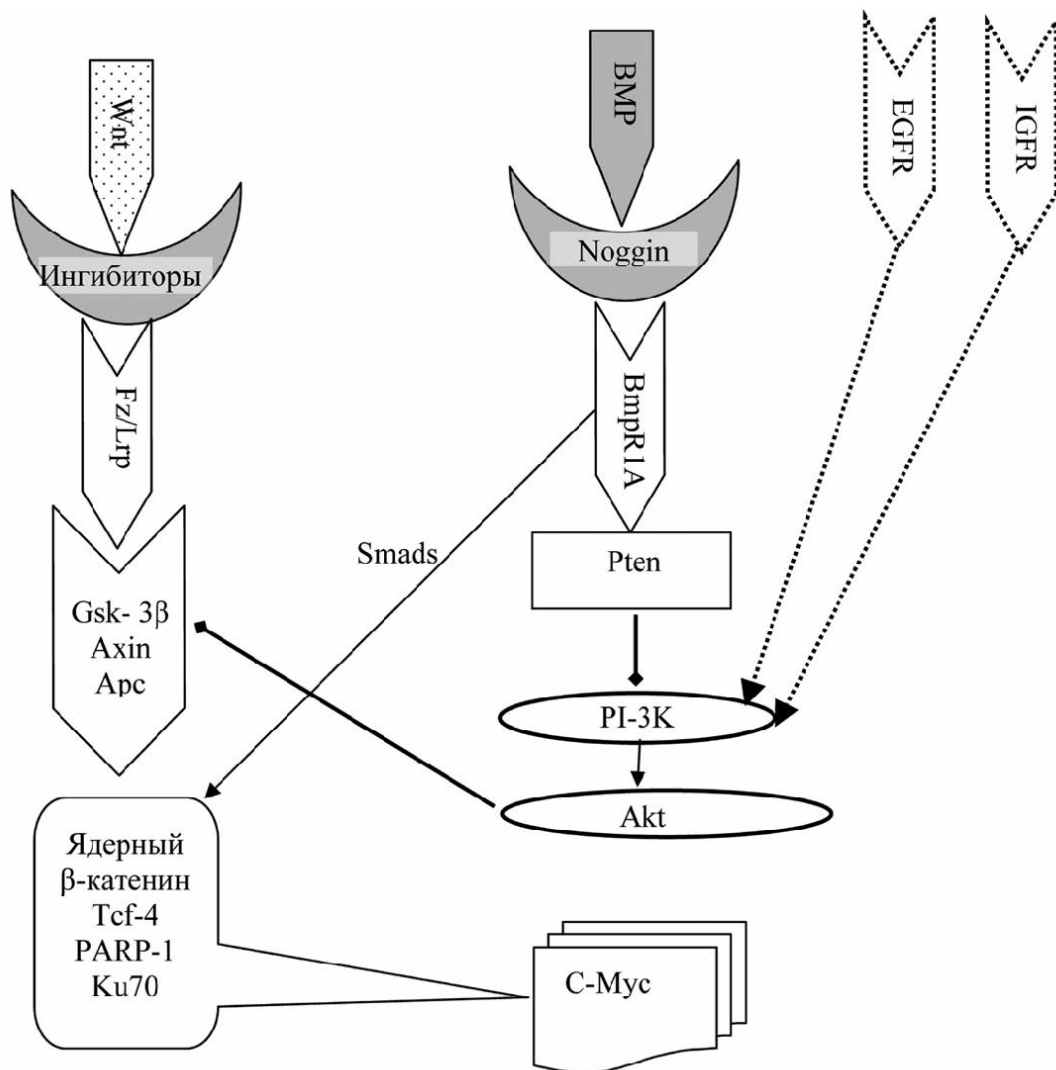 Wnt
BMP
EGFR
IGFR
Ингибиторы
Noggin
Fz/Lrp
BmpR1A
Smads
Pten
Gsk- 3β
Axin
Apc
PI-3K
Akt
Ядерный
β-катенин
Tcf-4
PARP-1
Ku70
C-Myc